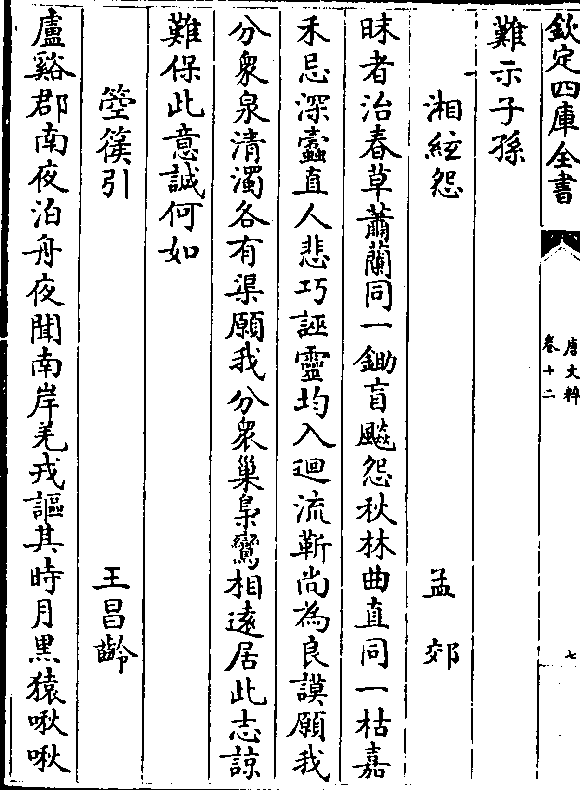 欽定四庫全書
唐文粹
卷十二
七
難示子孫
湘絃怨
孟郊
昧者治春草蕭蘭同一鋤盲飈怨秋林曲直同一枯嘉
禾忌深蠧直人悲巧誣靈均入迴流靳尚為良謨願我
分衆泉清濁各有渠願我分衆巢梟鸞相逺居此志諒
難保此意誠何如
箜篌引
王昌齡
盧谿郡南夜泊舟夜聞南岸羌戎謳其時月黒猿啾啾